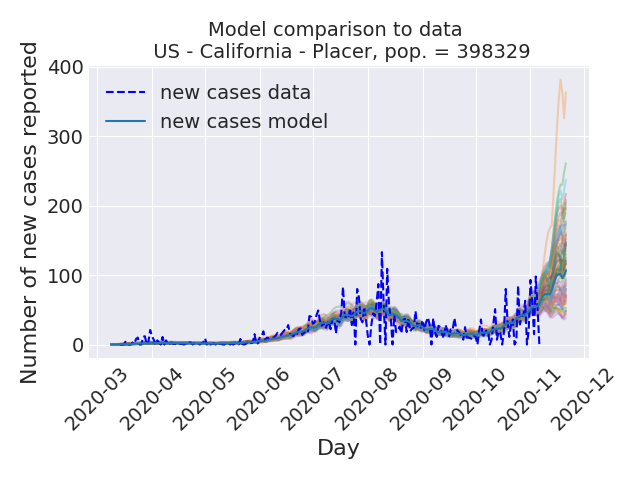 Model comparison to data
US - California - Placer, pop. = 398329
Number of new cases reported
400
300
200
100
0
new cases data
new cases model
2020-03
2020-04
2020-05
2020-06
2020-07
2020-08
2020-09
2020-10
2020-11
2020-12
Day